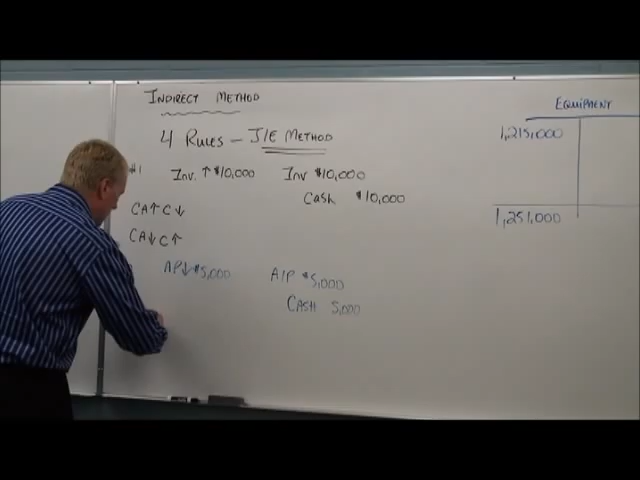 INDIRECT METHOD
4 RULES - J/E METHOD
#1 INV. ↑ $10,000 INV $10,000
CASH $10,000
CA↑ C↓
CA↓ C↑
AP↓ $5,000 A/P $5,000
CASH 5,000
EQUIPMENT
1,215,000
1,251,000